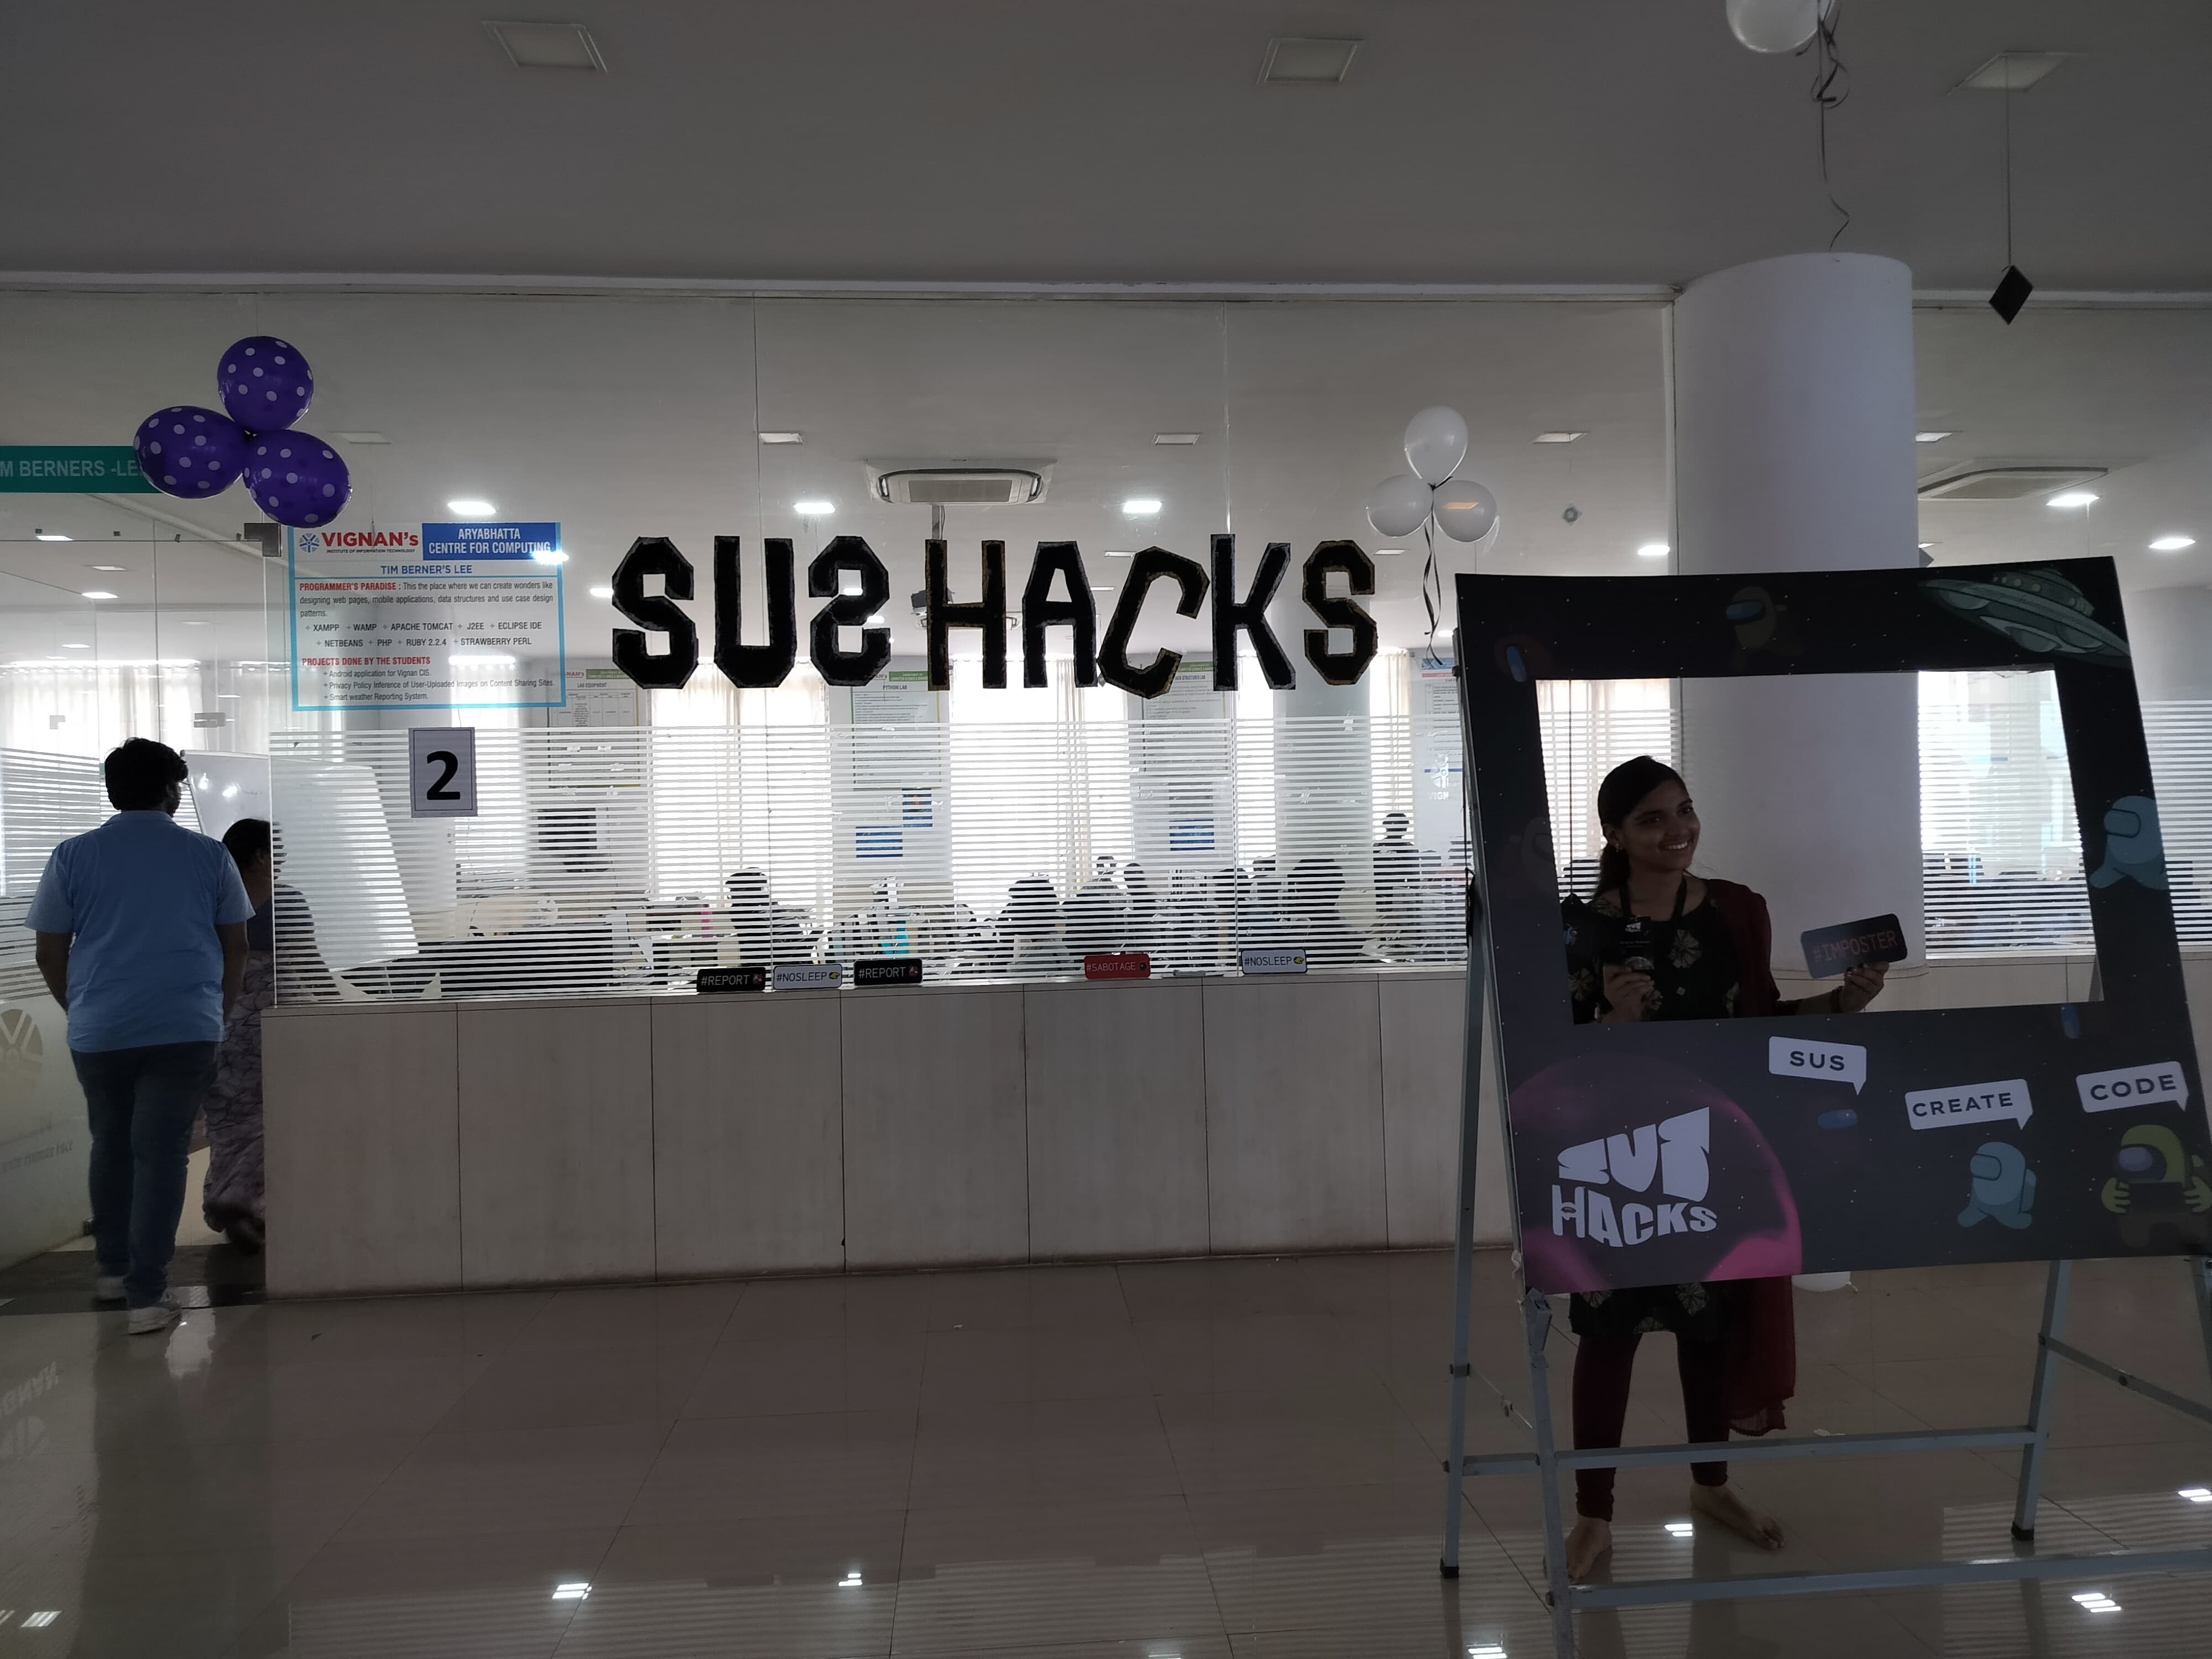 M BERNERS -LE
VIGNAN's
INSTITUTE OF INFORMATION TECHNOLOGY
ARYABHATTA
CENTRE FOR COMPUTING
TIM BERNER'S LEE
PROGRAMMER'S PARADISE : This the place where we can create wonders like
designing web pages, mobile applications, data structures and use case design
patterns.
+ XAMPP + WAMP + APACHE TOMCAT + J2EE + ECLIPSE IDE
+ NETBEANS + PHP + RUBY 2.2.4 + STRAWBERRY PERL
PROJECTS DONE BY THE STUDENTS
+ Android application for Vignan CIS.
+ Privacy Policy Inference of User-Uploaded Images on Content Sharing Sites.
+ Smart weather Reporting System.
2
SUS HACKS
LAB EQUIPMENT
PYTHON LAB
#REPORT
#NOSLEEP
#REPORT
#SABOTAGE
#NOSLEEP
#IMPOSTER
SUS
CREATE
CODE
SUS
HACKS